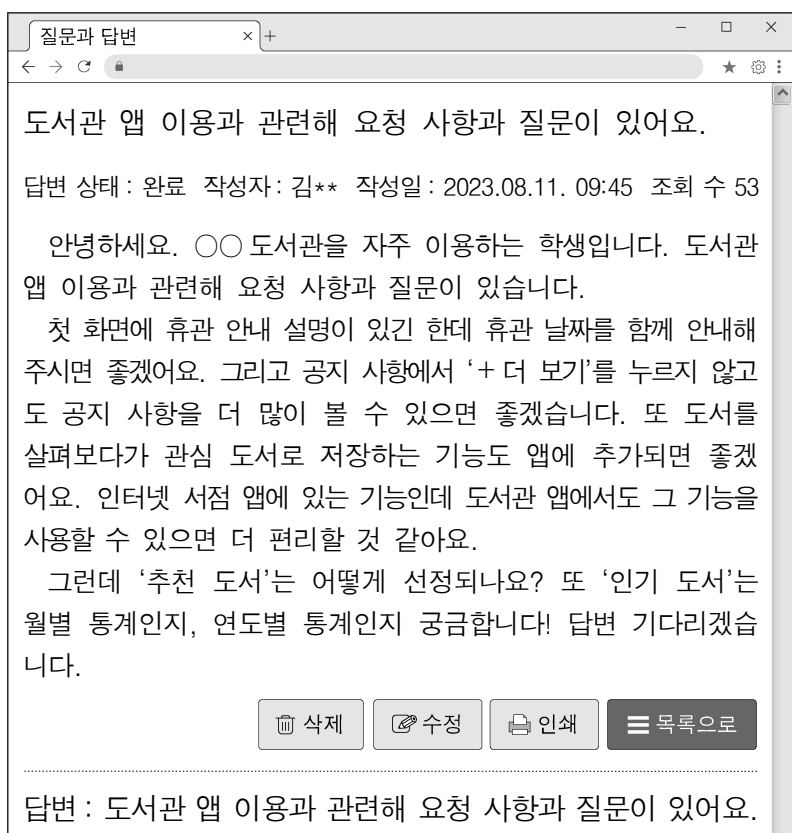 질문과 답변
도서관 앱 이용과 관련해 요청 사항과 질문이 있어요.
답변 상태 : 완료 작성자 : 김** 작성일 : 2023.08.11. 09:45 조회 수 53
안녕하세요. ○○ 도서관을 자주 이용하는 학생입니다. 도서관
앱 이용과 관련해 요청 사항과 질문이 있습니다.
첫 화면에 휴관 안내 설명이 있긴 한데 휴관 날짜를 함께 안내해
주시면 좋겠어요. 그리고 공지 사항에서 ‘+ 더 보기’를 누르지 않고
도 공지 사항을 더 많이 볼 수 있으면 좋겠습니다. 또 도서를
살펴보다가 관심 도서로 저장하는 기능도 앱에 추가되면 좋겠
어요. 인터넷 서점 앱에 있는 기능인데 도서관 앱에서도 그 기능을
사용할 수 있으면 더 편리할 것 같아요.
그런데 ‘추천 도서’는 어떻게 선정되나요? 또 ‘인기 도서’는
월별 통계인지, 연도별 통계인지 궁금합니다! 답변 기다리겠습
니다.
삭제 수정 인쇄 목록으로
답변 : 도서관 앱 이용과 관련해 요청 사항과 질문이 있어요.